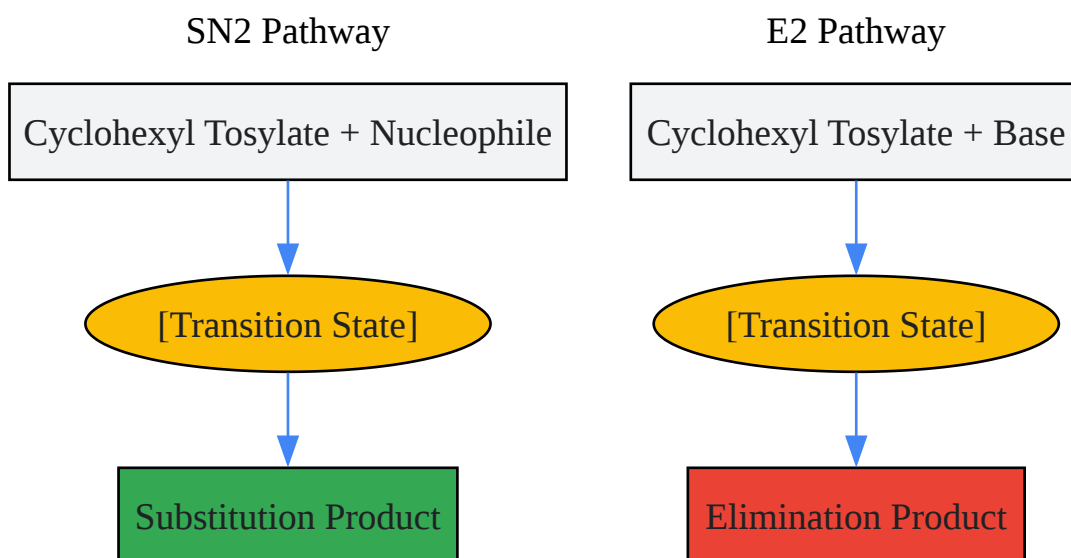 SN2 Pathway
Cyclohexyl Tosylate + Nucleophile
[Transition State]
Substitution Product
E2 Pathway
Cyclohexyl Tosylate + Base
[Transition State]
Elimination Product